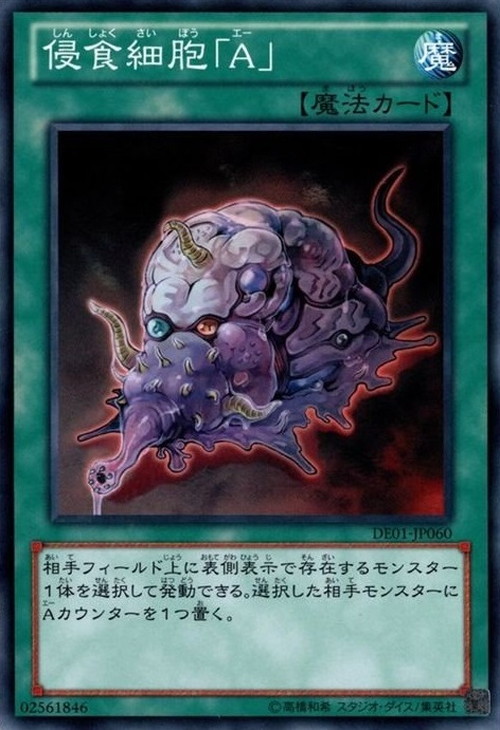 侵食細胞「A」
魔
【魔法カード】
DE01-JP060
相手フィールド上に表側表示で存在するモンスター
1体を選択して発動できる。選択した相手モンスターに
Aカウンターを1つ置く。
02561846
©高橋和希 スタジオ・ダイス/集英社